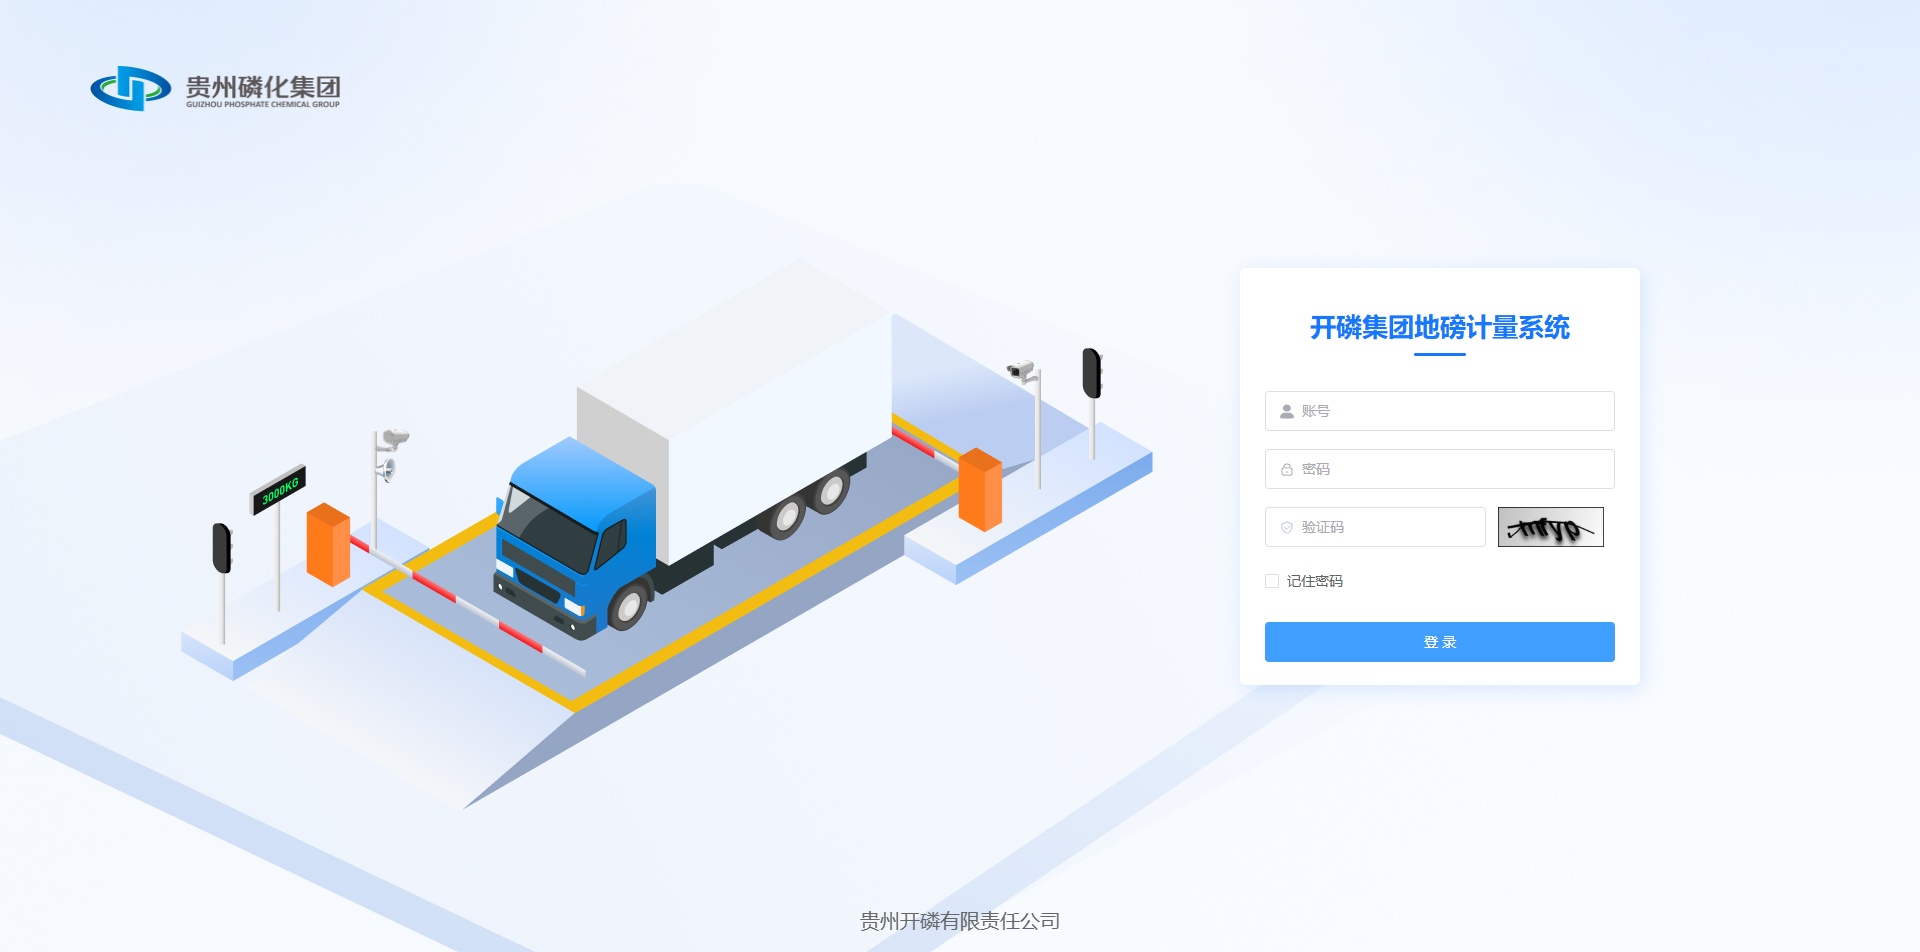 贵州磷化集团
GUIZHOU PHOSPHATE CHEMICAL GROUP
3000KG
开磷集团地磅计量系统
账号
密码
验证码
记住密码
登 录
贵州开磷有限责任公司